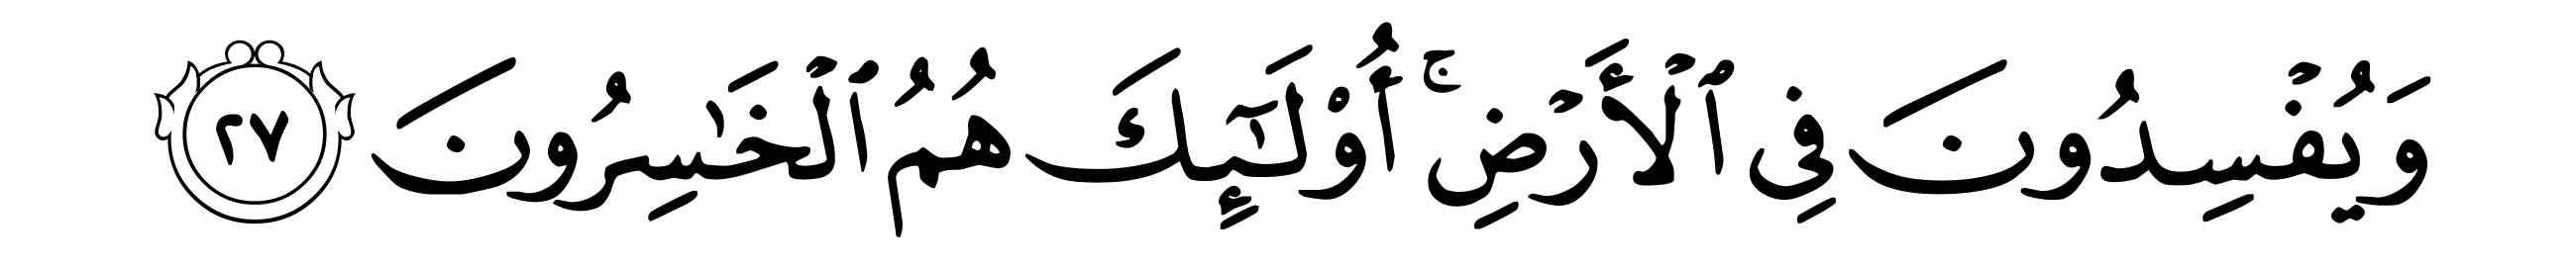 وَيُفْسِدُونَ فِي ٱلْأَرْضِ ۚ أُو۟لَـٰٓئِكَ هُمُ ٱلْخَـٰسِرُونَ ٢٧